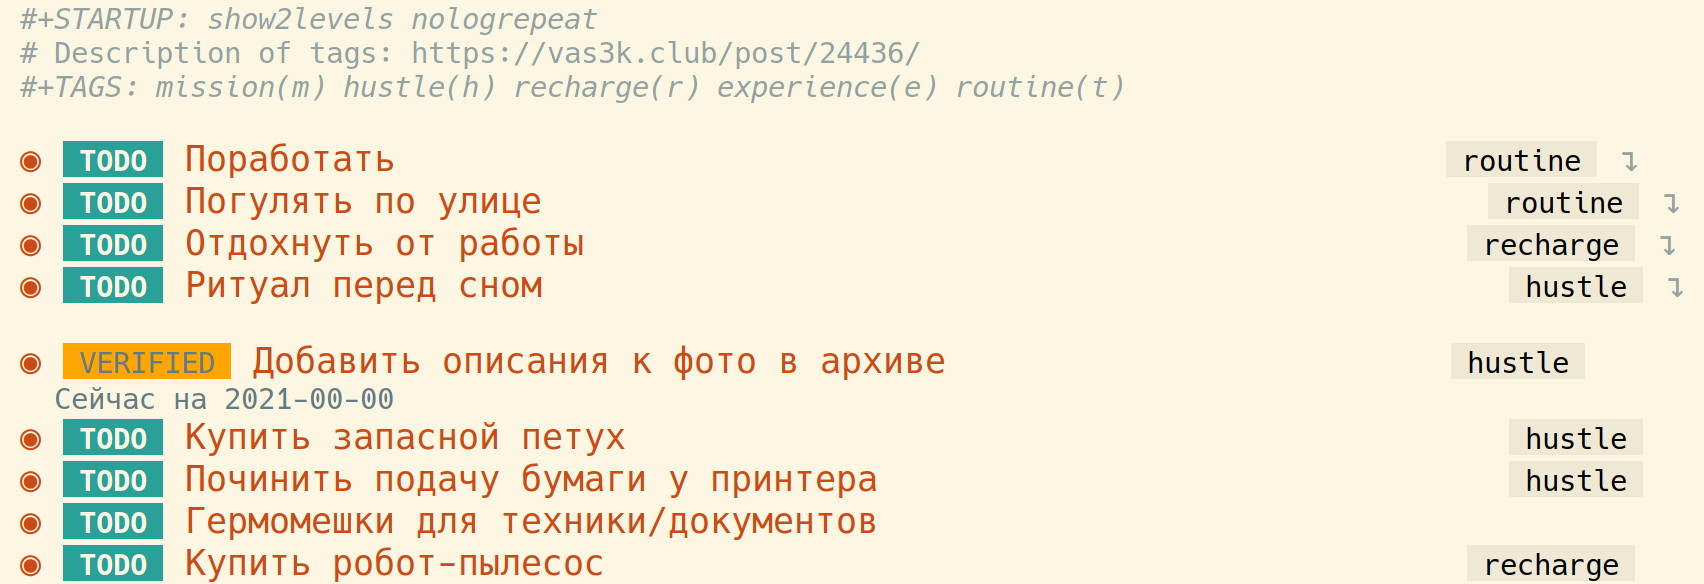 #+STARTUP: show2levels nologrepeat
# Description of tags: https://vas3k.club/post/24436/
#+TAGS: mission(m) hustle(h) recharge(r) experience(e) routine(t)
◉ TODO Поработать routine ↴
◉ TODO Погулять по улице routine ↴
◉ TODO Отдохнуть от работы recharge ↴
◉ TODO Ритуал перед сном hustle ↴
◉ VERIFIED Добавить описания к фото в архиве hustle
Сейчас на 2021-00-00
◉ TODO Купить запасной петух hustle
◉ TODO Починить подачу бумаги у принтера hustle
◉ TODO Гермомешки для техники/документов
◉ TODO Купить робот-пылесос recharge